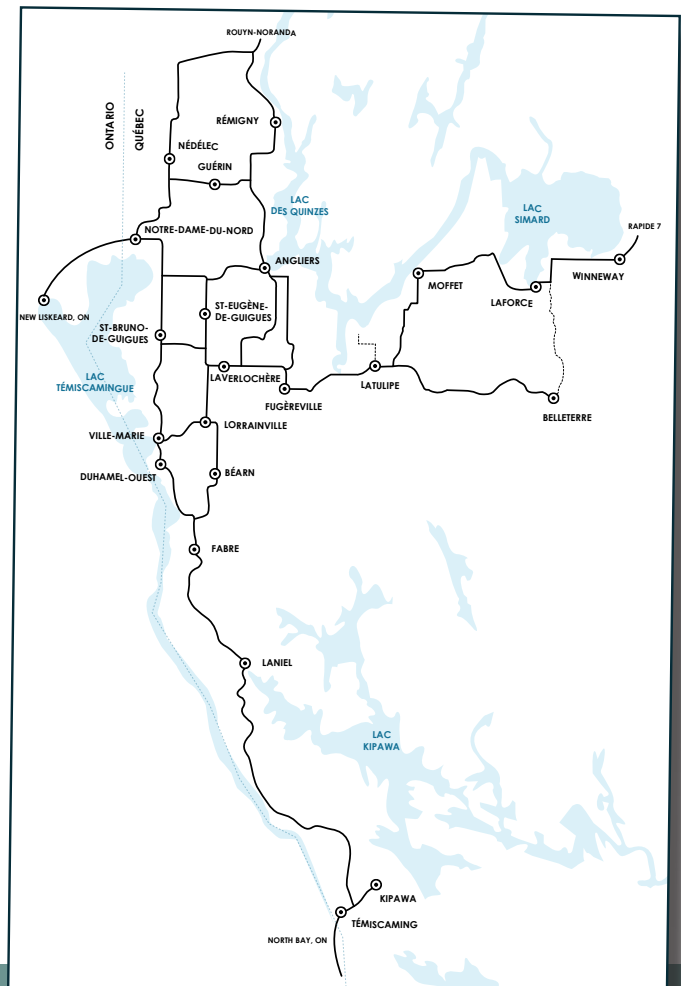 ROUYN-NORANDA
ONTARIO
QUÉBEC
RÉMIGNY
NÉDÉLEC
GUÉRIN
LAC
DES QUINZES
LAC
SIMARD
RAPIDE 7
NOTRE-DAME-DU-NORD
ANGLIERS
WINNEWAY
MOFFET
LAFORCE
NEW LISKEARD, ON
ST-EUGÈNE-
DE-GUIGUES
ST-BRUNO-
DE-GUIGUES
LAC
TÉMISCAMINGUE
LAVERLOCHÈRE
LATULIPE
FUGÈREVILLE
BELLETERRE
LORRAINVILLE
VILLE-MARIE
DUHAMEL-OUEST
BÉARN
FABRE
LANIEL
LAC
KIPAWA
KIPAWA
TÉMISCAMING
NORTH BAY, ON